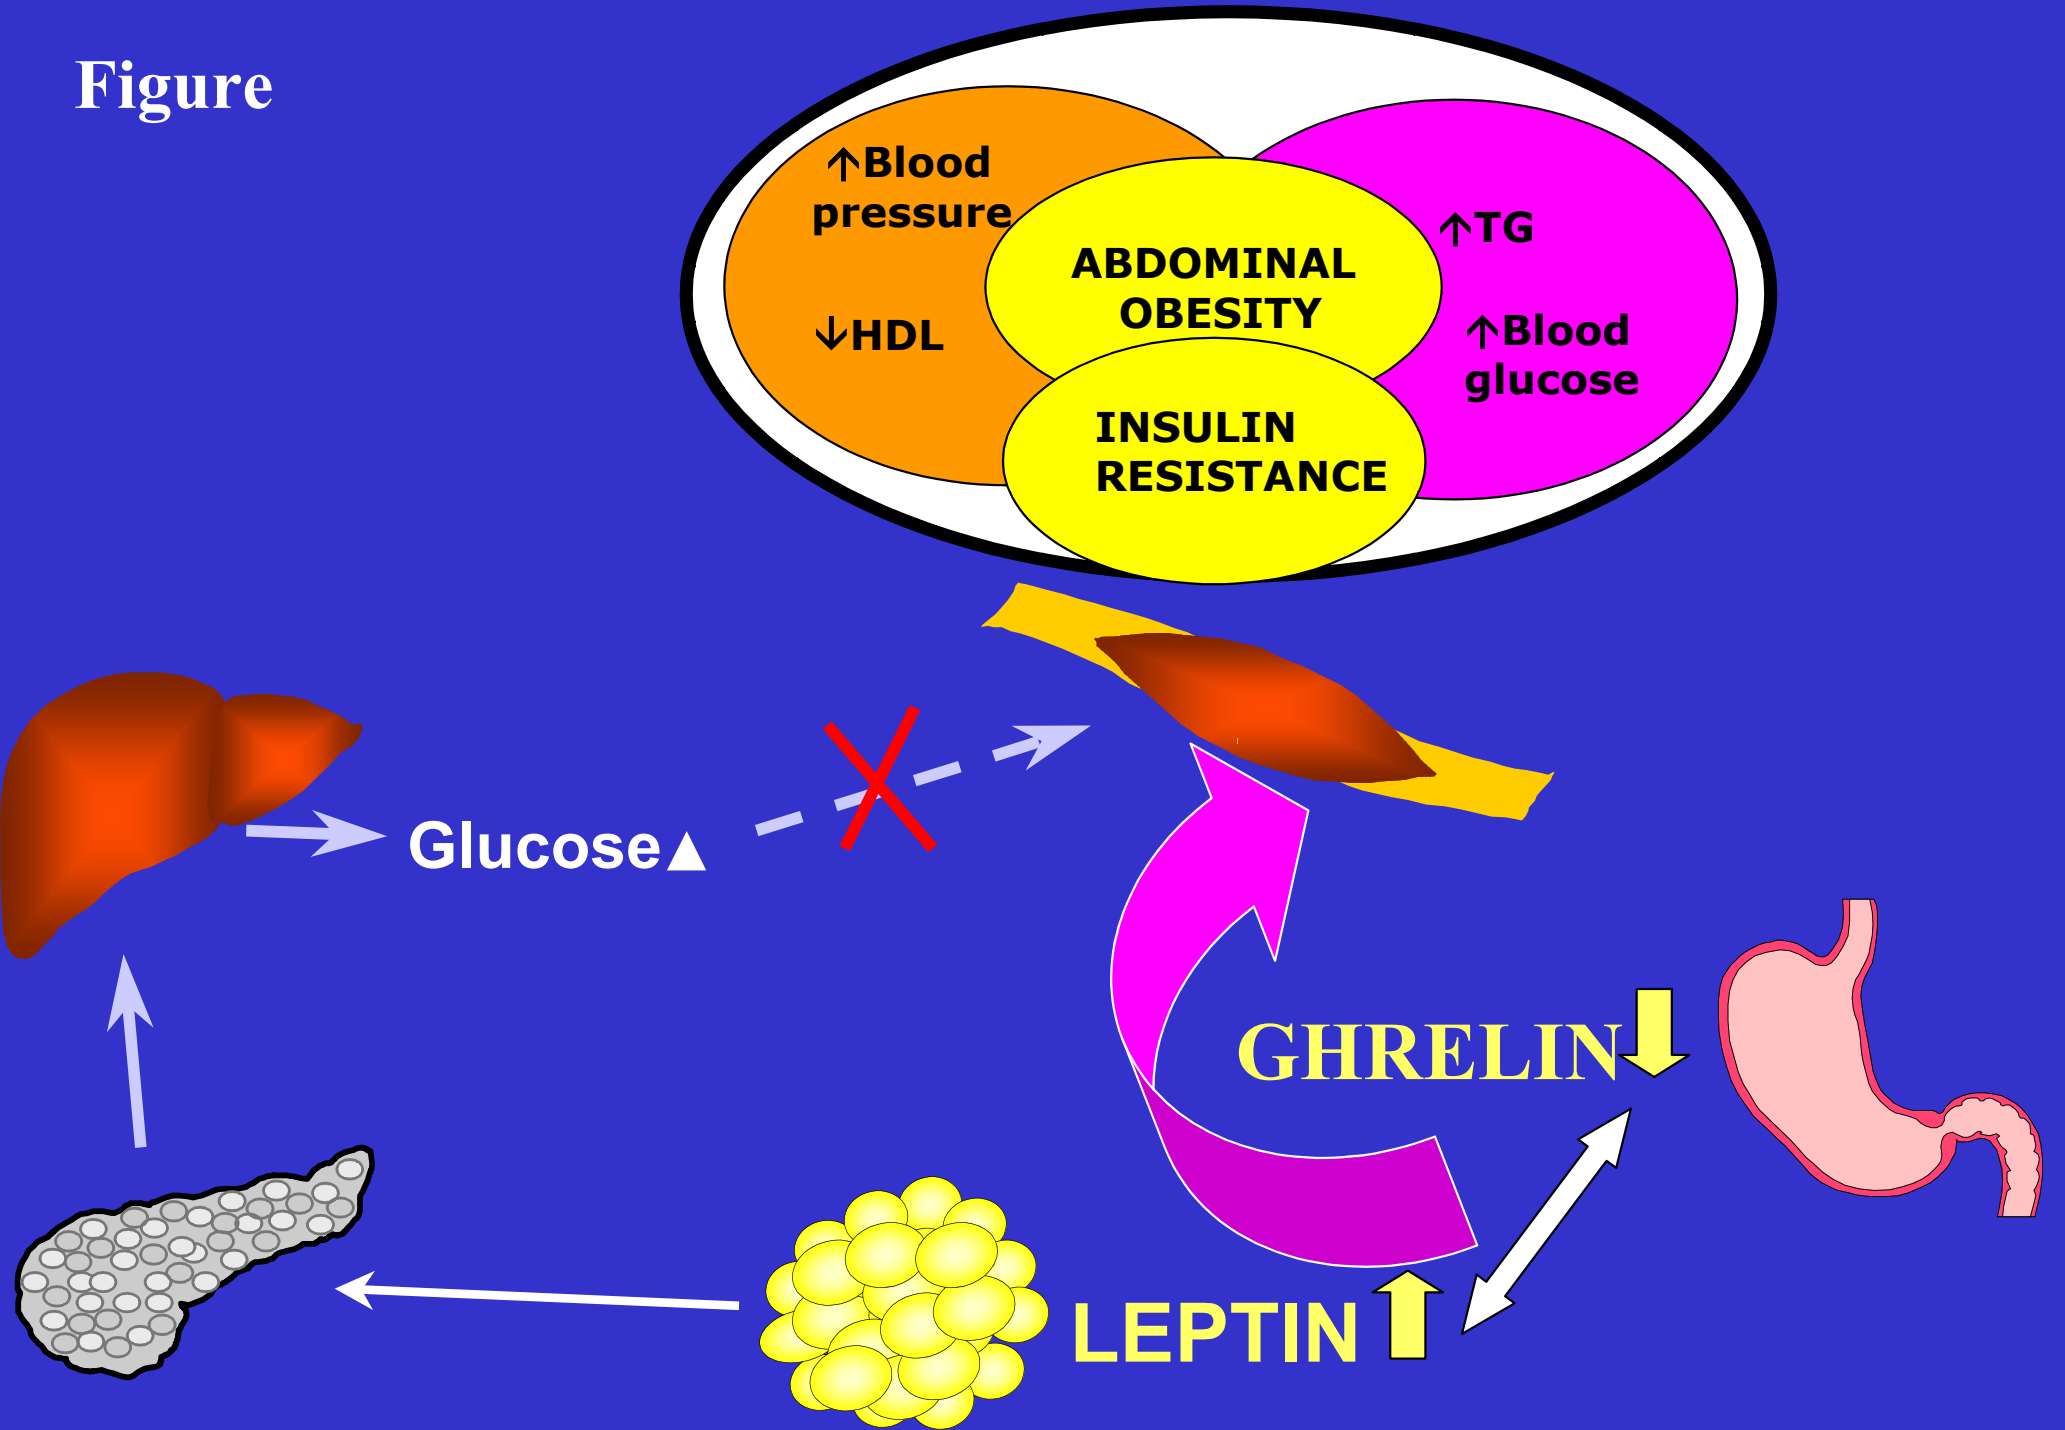 Figure
↑Blood
pressure
↓HDL
ABDOMINAL
OBESITY
↑TG
↑Blood
glucose
INSULIN
RESISTANCE
Glucose▲
GHRELIN
LEPTIN